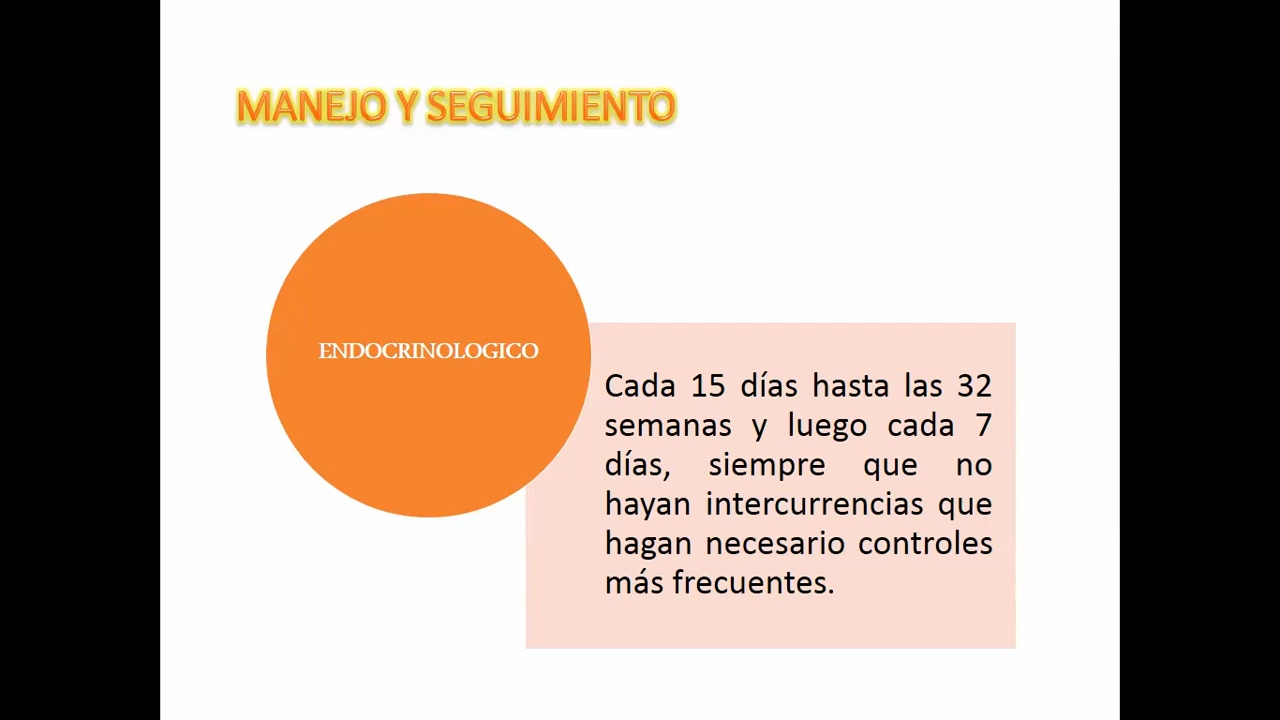 MANEJO Y SEGUIMIENTO
ENDOCRINOLOGICO
Cada 15 días hasta las 32
semanas y luego cada 7
días, siempre que no
hayan intercurrencias que
hagan necesario controles
más frecuentes.